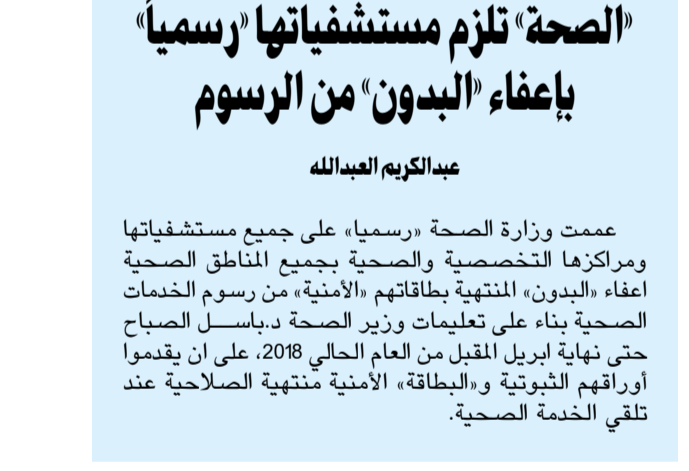 «الصحة» تلزم مستشفياتها «رسمياً»
بإعفاء «البدون» من الرسوم
عبدالكريم العبدالله
عممت وزارة الصحة «رسميا» على جميع مستشفياتها
ومراكزها التخصصية والصحية بجميع المناطق الصحية
اعفاء «البدون» المنتهية بطاقاتهم «الأمنية» من رسوم الخدمات
الصحية بناء على تعليمات وزير الصحة د.باســـل الصباح
حتى نهاية ابريل المقبل من العام الحالي 2018، على ان يقدموا
أوراقهم الثبوتية و«البطاقة» الأمنية منتهية الصلاحية عند
تلقي الخدمة الصحية.